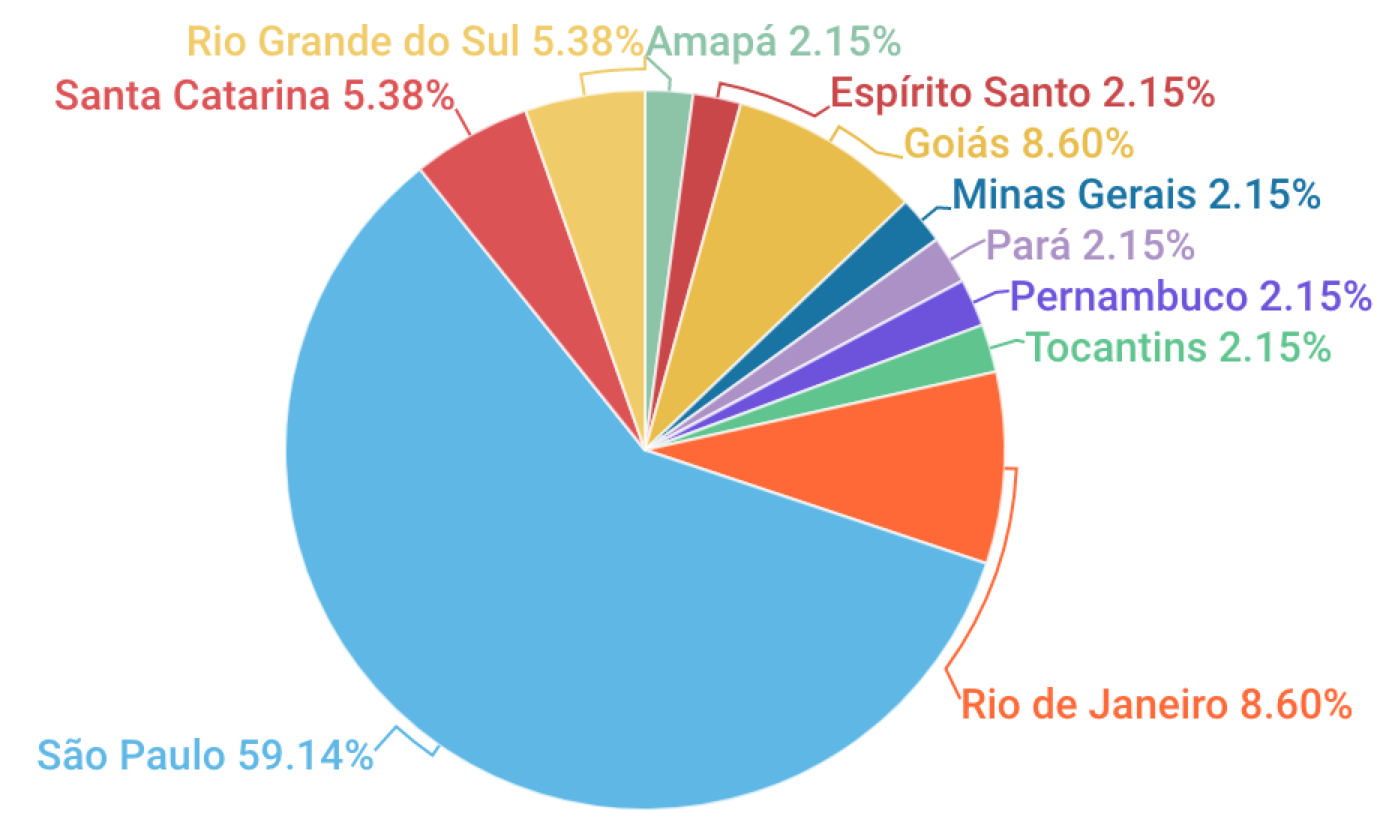 Rio Grande do Sul 5.38%
Amapá 2.15%
Santa Catarina 5.38%
Espírito Santo 2.15%
Goiás 8.60%
Minas Gerais 2.15%
Pará 2.15%
Pernambuco 2.15%
Tocantins 2.15%
Rio de Janeiro 8.60%
São Paulo 59.14%